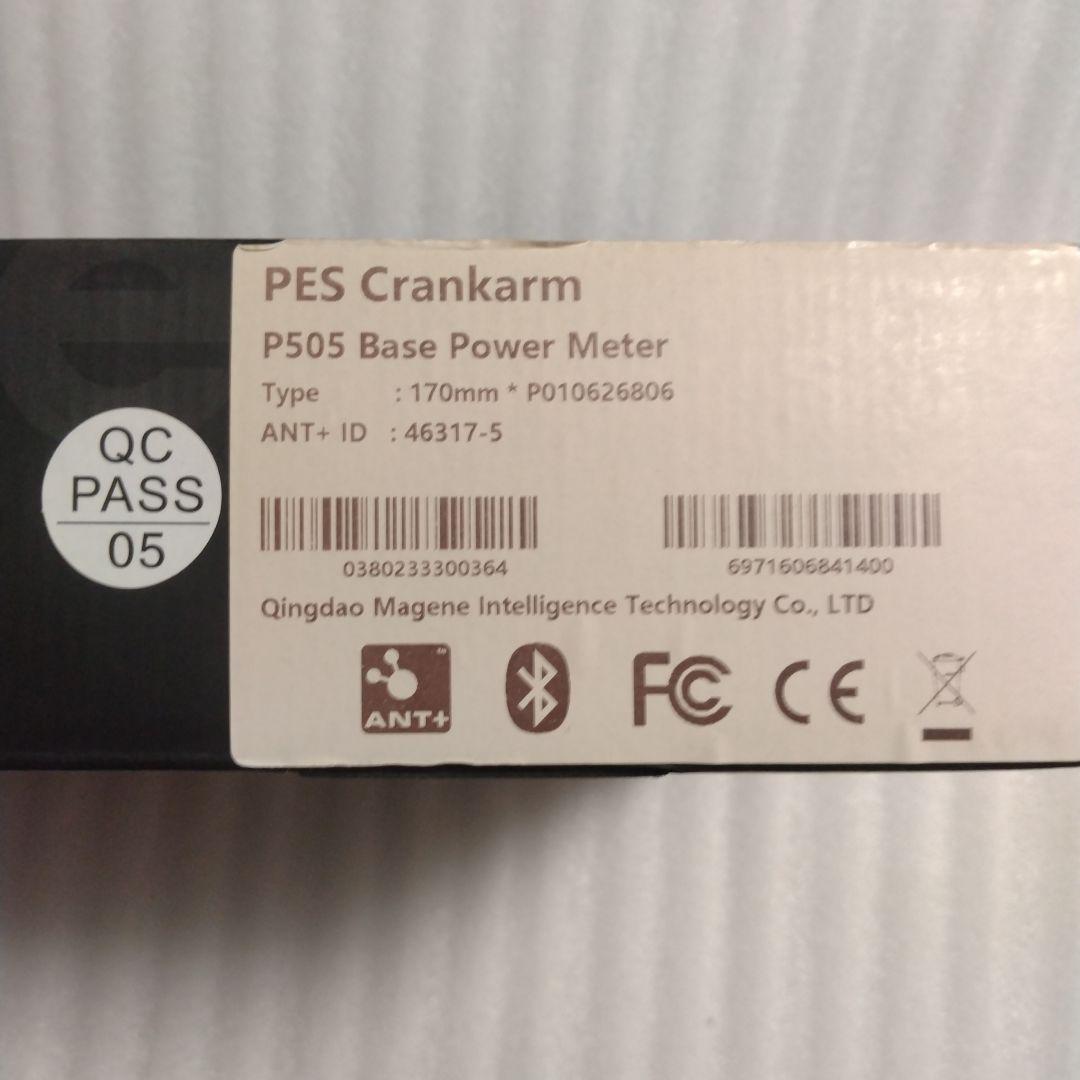 PES Crankarm
P505 Base Power Meter
Type : 170mm * P010626806
ANT+ ID : 46317-5
QC
PASS
05
0380233300364
6971606841400
Qingdao Magene Intelligence Technology Co., LTD
ANT+
FC CE